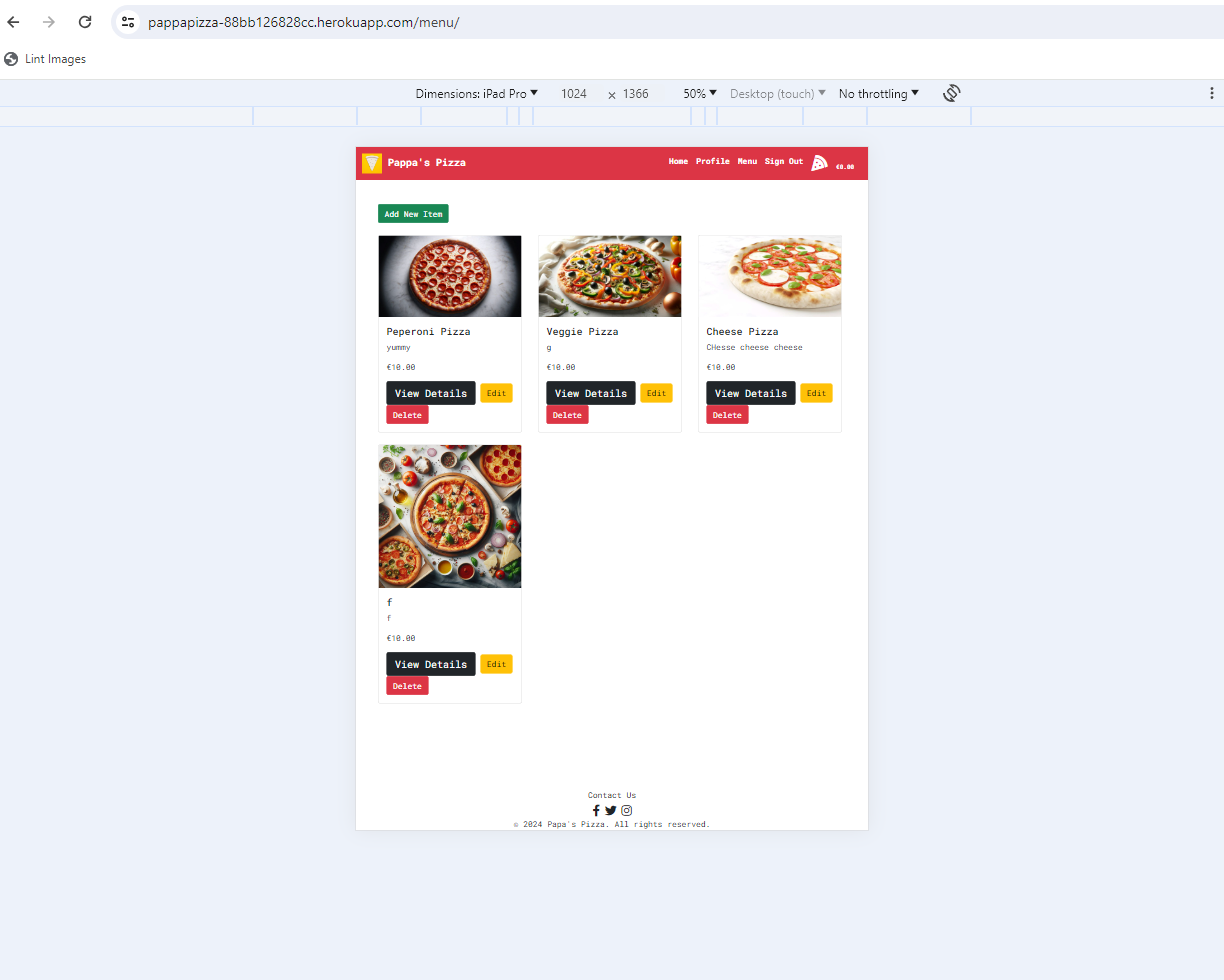 pappapizza-88bb126828cc.herokuapp.com/menu/
Lint Images
Dimensions: iPad Pro 1024 × 1366 50% Desktop (touch) No throttling
Pappa's Pizza Home Profile Menu Sign Out €0.00
Add New Item
Peperoni Pizza
yummy
€10.00
View Details Edit
Delete
Veggie Pizza
g
€10.00
View Details Edit
Delete
Cheese Pizza
CHesse cheese cheese
€10.00
View Details Edit
Delete
f
f
€10.00
View Details Edit
Delete
Contact Us
© 2024 Papa's Pizza. All rights reserved.